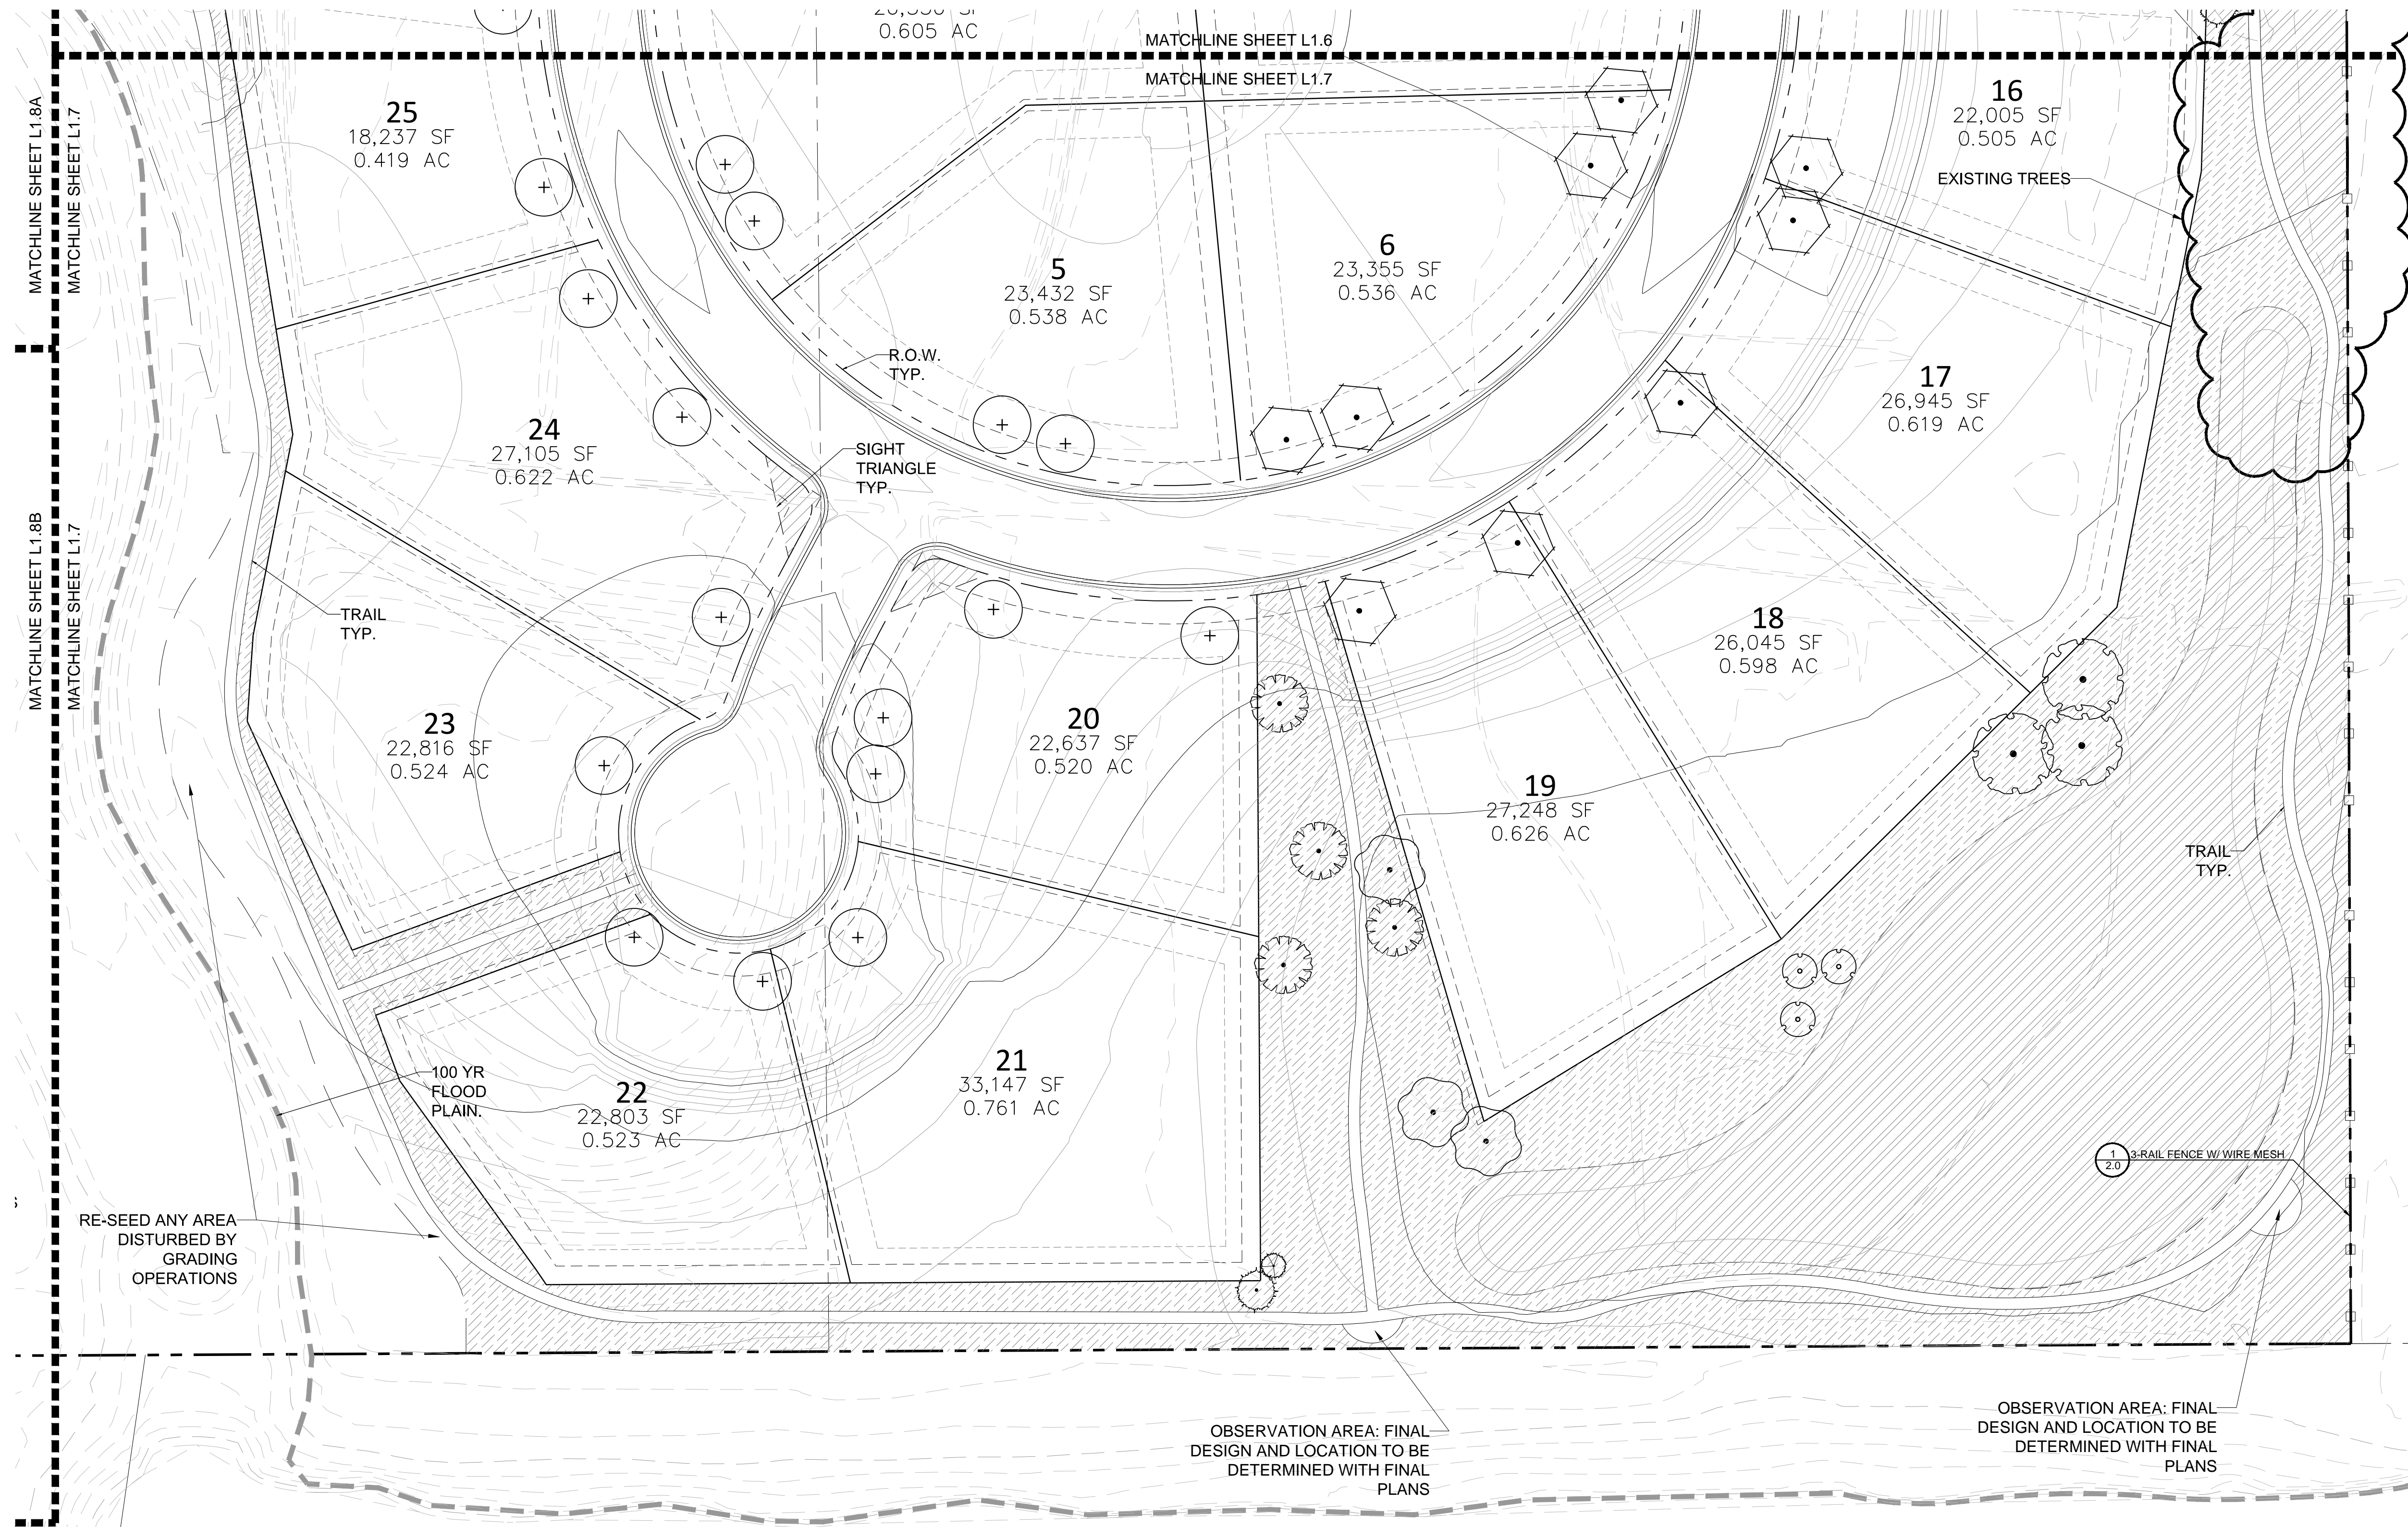 0.605 AC
MATCHLINE SHEET L1.6
MATCHLINE SHEET L1.7
MATCHLINE SHEET L1.8A
MATCHLINE SHEET L1.7
25
18,237 SF
0.419 AC
16
22,005 SF
0.505 AC
EXISTING TREES
5
23,432 SF
0.538 AC
6
23,355 SF
0.536 AC
R.O.W.
TYP.
17
26,945 SF
0.619 AC
24
27,105 SF
0.622 AC
SIGHT
TRIANGLE
TYP.
MATCHLINE SHEET L1.8B
MATCHLINE SHEET L1.7
TRAIL
TYP.
18
26,045 SF
0.598 AC
23
22,816 SF
0.524 AC
20
22,637 SF
0.520 AC
19
27,248 SF
0.626 AC
TRAIL
TYP.
21
33,147 SF
0.761 AC
100 YR
FLOOD
PLAIN.
22
22,803 SF
0.523 AC
1
2.0
3-RAIL FENCE W/ WIRE MESH
RE-SEED ANY AREA
DISTURBED BY
GRADING
OPERATIONS
OBSERVATION AREA: FINAL
DESIGN AND LOCATION TO BE
DETERMINED WITH FINAL
PLANS
OBSERVATION AREA: FINAL
DESIGN AND LOCATION TO BE
DETERMINED WITH FINAL
PLANS